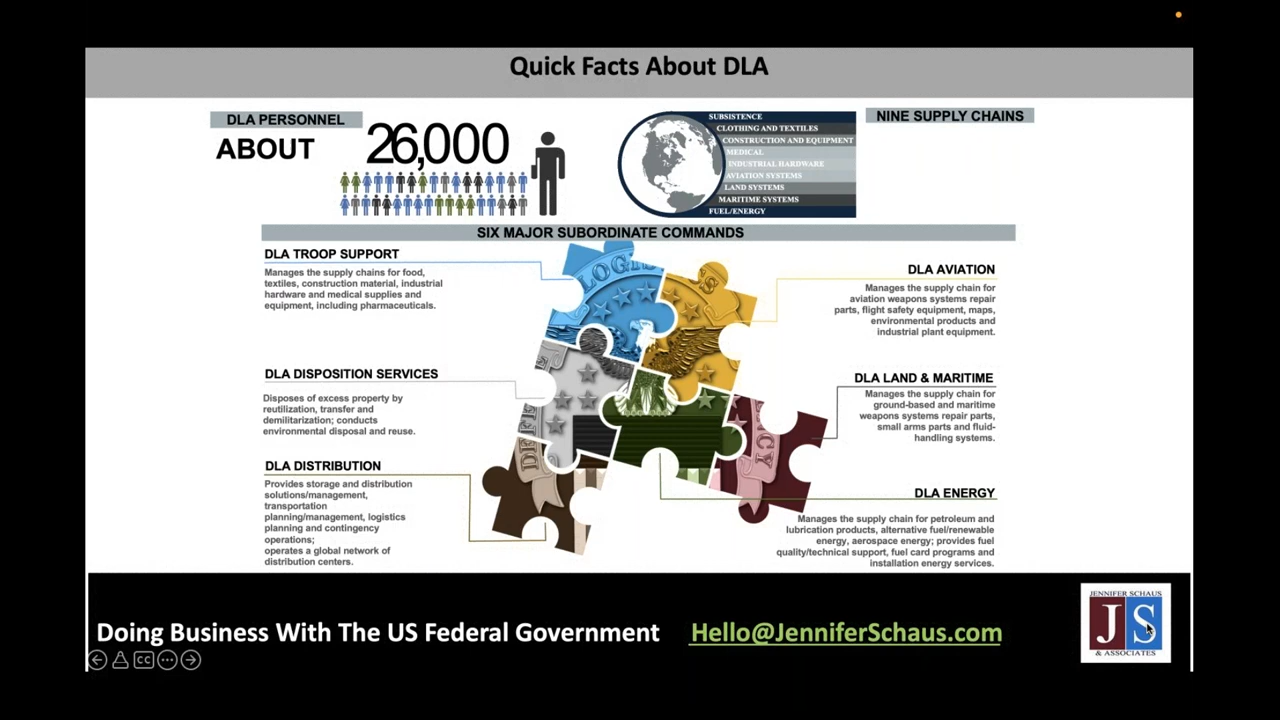 Quick Facts About DLA
DLA PERSONNEL
ABOUT 26,000
SUBSISTENCE
CLOTHING AND TEXTILES
CONSTRUCTION AND EQUIPMENT
MEDICAL
INDUSTRIAL HARDWARE
AVIATION SYSTEMS
LAND SYSTEMS
MARITIME SYSTEMS
FUEL/ENERGY
NINE SUPPLY CHAINS
SIX MAJOR SUBORDINATE COMMANDS
DLA TROOP SUPPORT
Manages the supply chains for food,
textiles, construction material, industrial
hardware and medical supplies and
equipment, including pharmaceuticals.
DLA AVIATION
Manages the supply chain for
aviation weapons systems repair
parts, flight safety equipment, maps,
environmental products and
industrial plant equipment.
DLA DISPOSITION SERVICES
Disposes of excess property by
reutilization, transfer and
demilitarization; conducts
environmental disposal and reuse.
DLA LAND & MARITIME
Manages the supply chain for
ground-based and maritime
weapons systems repair parts,
small arms parts and fluid-
handling systems.
DLA DISTRIBUTION
Provides storage and distribution
solutions/management,
transportation
planning/management, logistics
planning and contingency
operations;
operates a global network of
distribution centers.
DLA ENERGY
Manages the supply chain for petroleum and
lubrication products, alternative fuel/renewable
energy, aerospace energy; provides fuel
quality/technical support, fuel card programs and
installation energy services.
Doing Business With The US Federal Government
Hello@JenniferSchaus.com
JENNIFER SCHAUS
JS
& ASSOCIATES
CC